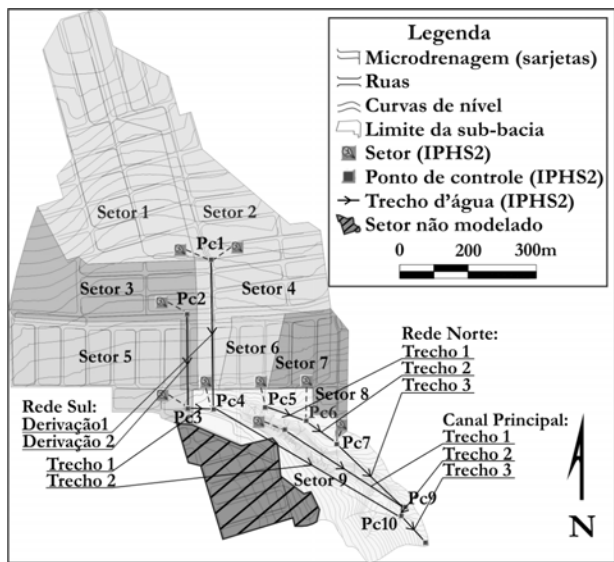 Legenda
Microdrenagem (sarjetas)
Ruas
Curvas de nível
Limite da sub-bacia
Setor (IPHS2)
Ponto de controle (IPHS2)
Trecho d'água (IPHS2)
Setor não modelado
0 200 300m
Setor 1
Setor 2
Pc1
Setor 3
Pc2
Setor 4
Setor 5
Setor 6
Setor 7
Setor 8
Rede Norte:
Trecho 1
Trecho 2
Trecho 3
Rede Sul:
Derivação1
Derivação 2
Trecho 1
Trecho 2
Pc3
Pc4
Pc5
Pc6
Pc7
Canal Principal:
Trecho 1
Trecho 2
Trecho 3
Setor 9
Pc9
Pc10
N